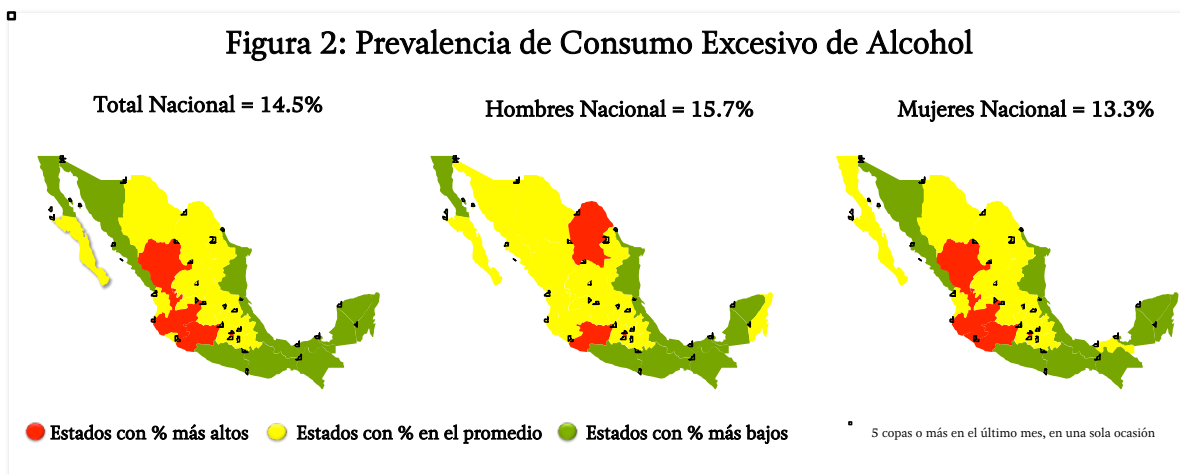 Figura 2: Prevalencia de Consumo Excesivo de Alcohol
Total Nacional = 14.5%
Hombres Nacional = 15.7%
Mujeres Nacional = 13.3%
Estados con % más altos
Estados con % en el promedio
Estados con % más bajos
5 copas o más en el último mes, en una sola ocasión